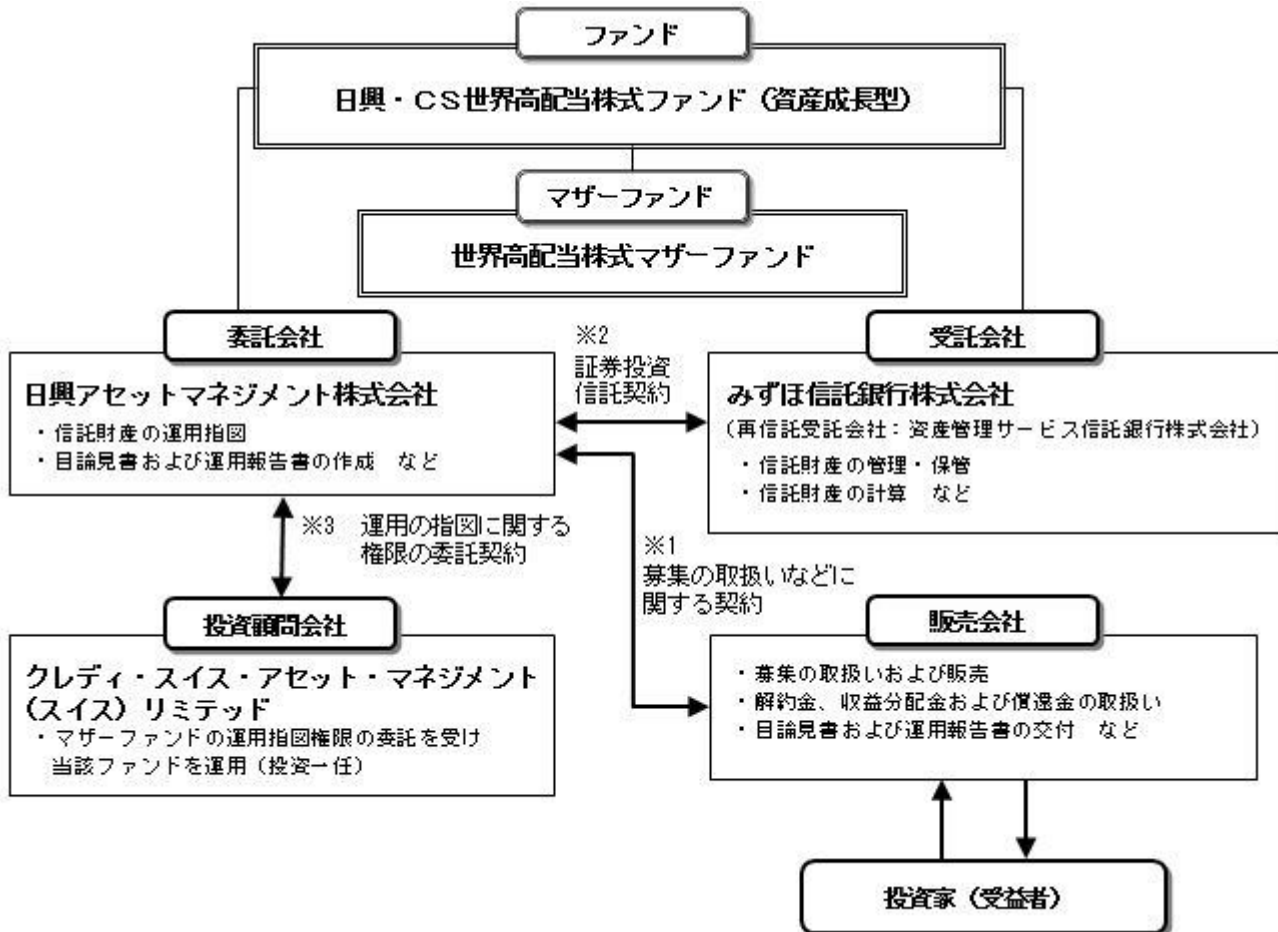 ファンド
日興・CS世界高配当株式ファンド(資産成長型)
マザーファンド
世界高配当株式マザーファンド
委託会社
日興アセットマネジメント株式会社
・信託財産の運用指図
・目論見書および運用報告書の作成 など
※2
証券投資
信託契約
受託会社
みずほ信託銀行株式会社
(再信託受託会社:資産管理サービス信託銀行株式会社)
・信託財産の管理・保管
・信託財産の計算 など
※3 運用の指図に関する
権限の委託契約
※1
募集の取扱いなどに
関する契約
投資顧問会社
クレディ・スイス・アセット・マネジメント
(スイス)リミテッド
・マザーファンドの運用指図権限の委託を受け
当該ファンドを運用(投資一任)
販売会社
・募集の取扱いおよび販売
・解約金、収益分配金および償還金の取扱い
・目論見書および運用報告書の交付 など
投資家(受益者)